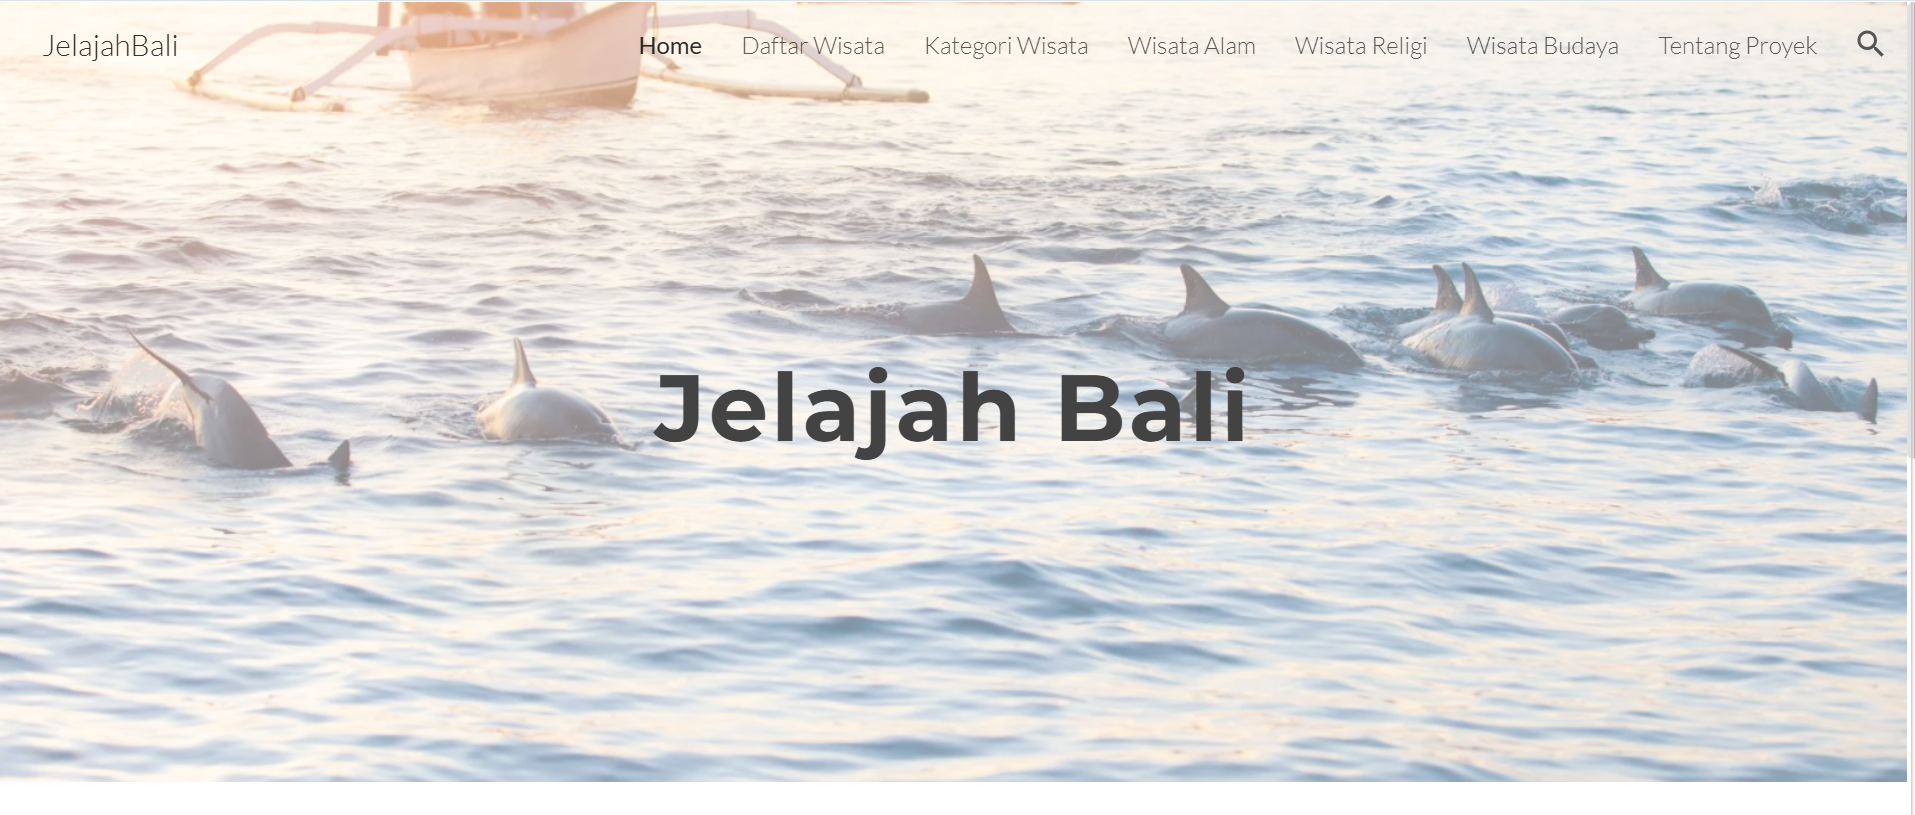 JelajahBali
Home Daftar Wisata Kategori Wisata Wisata Alam Wisata Religi Wisata Budaya Tentang Proyek
Jelajah Bali